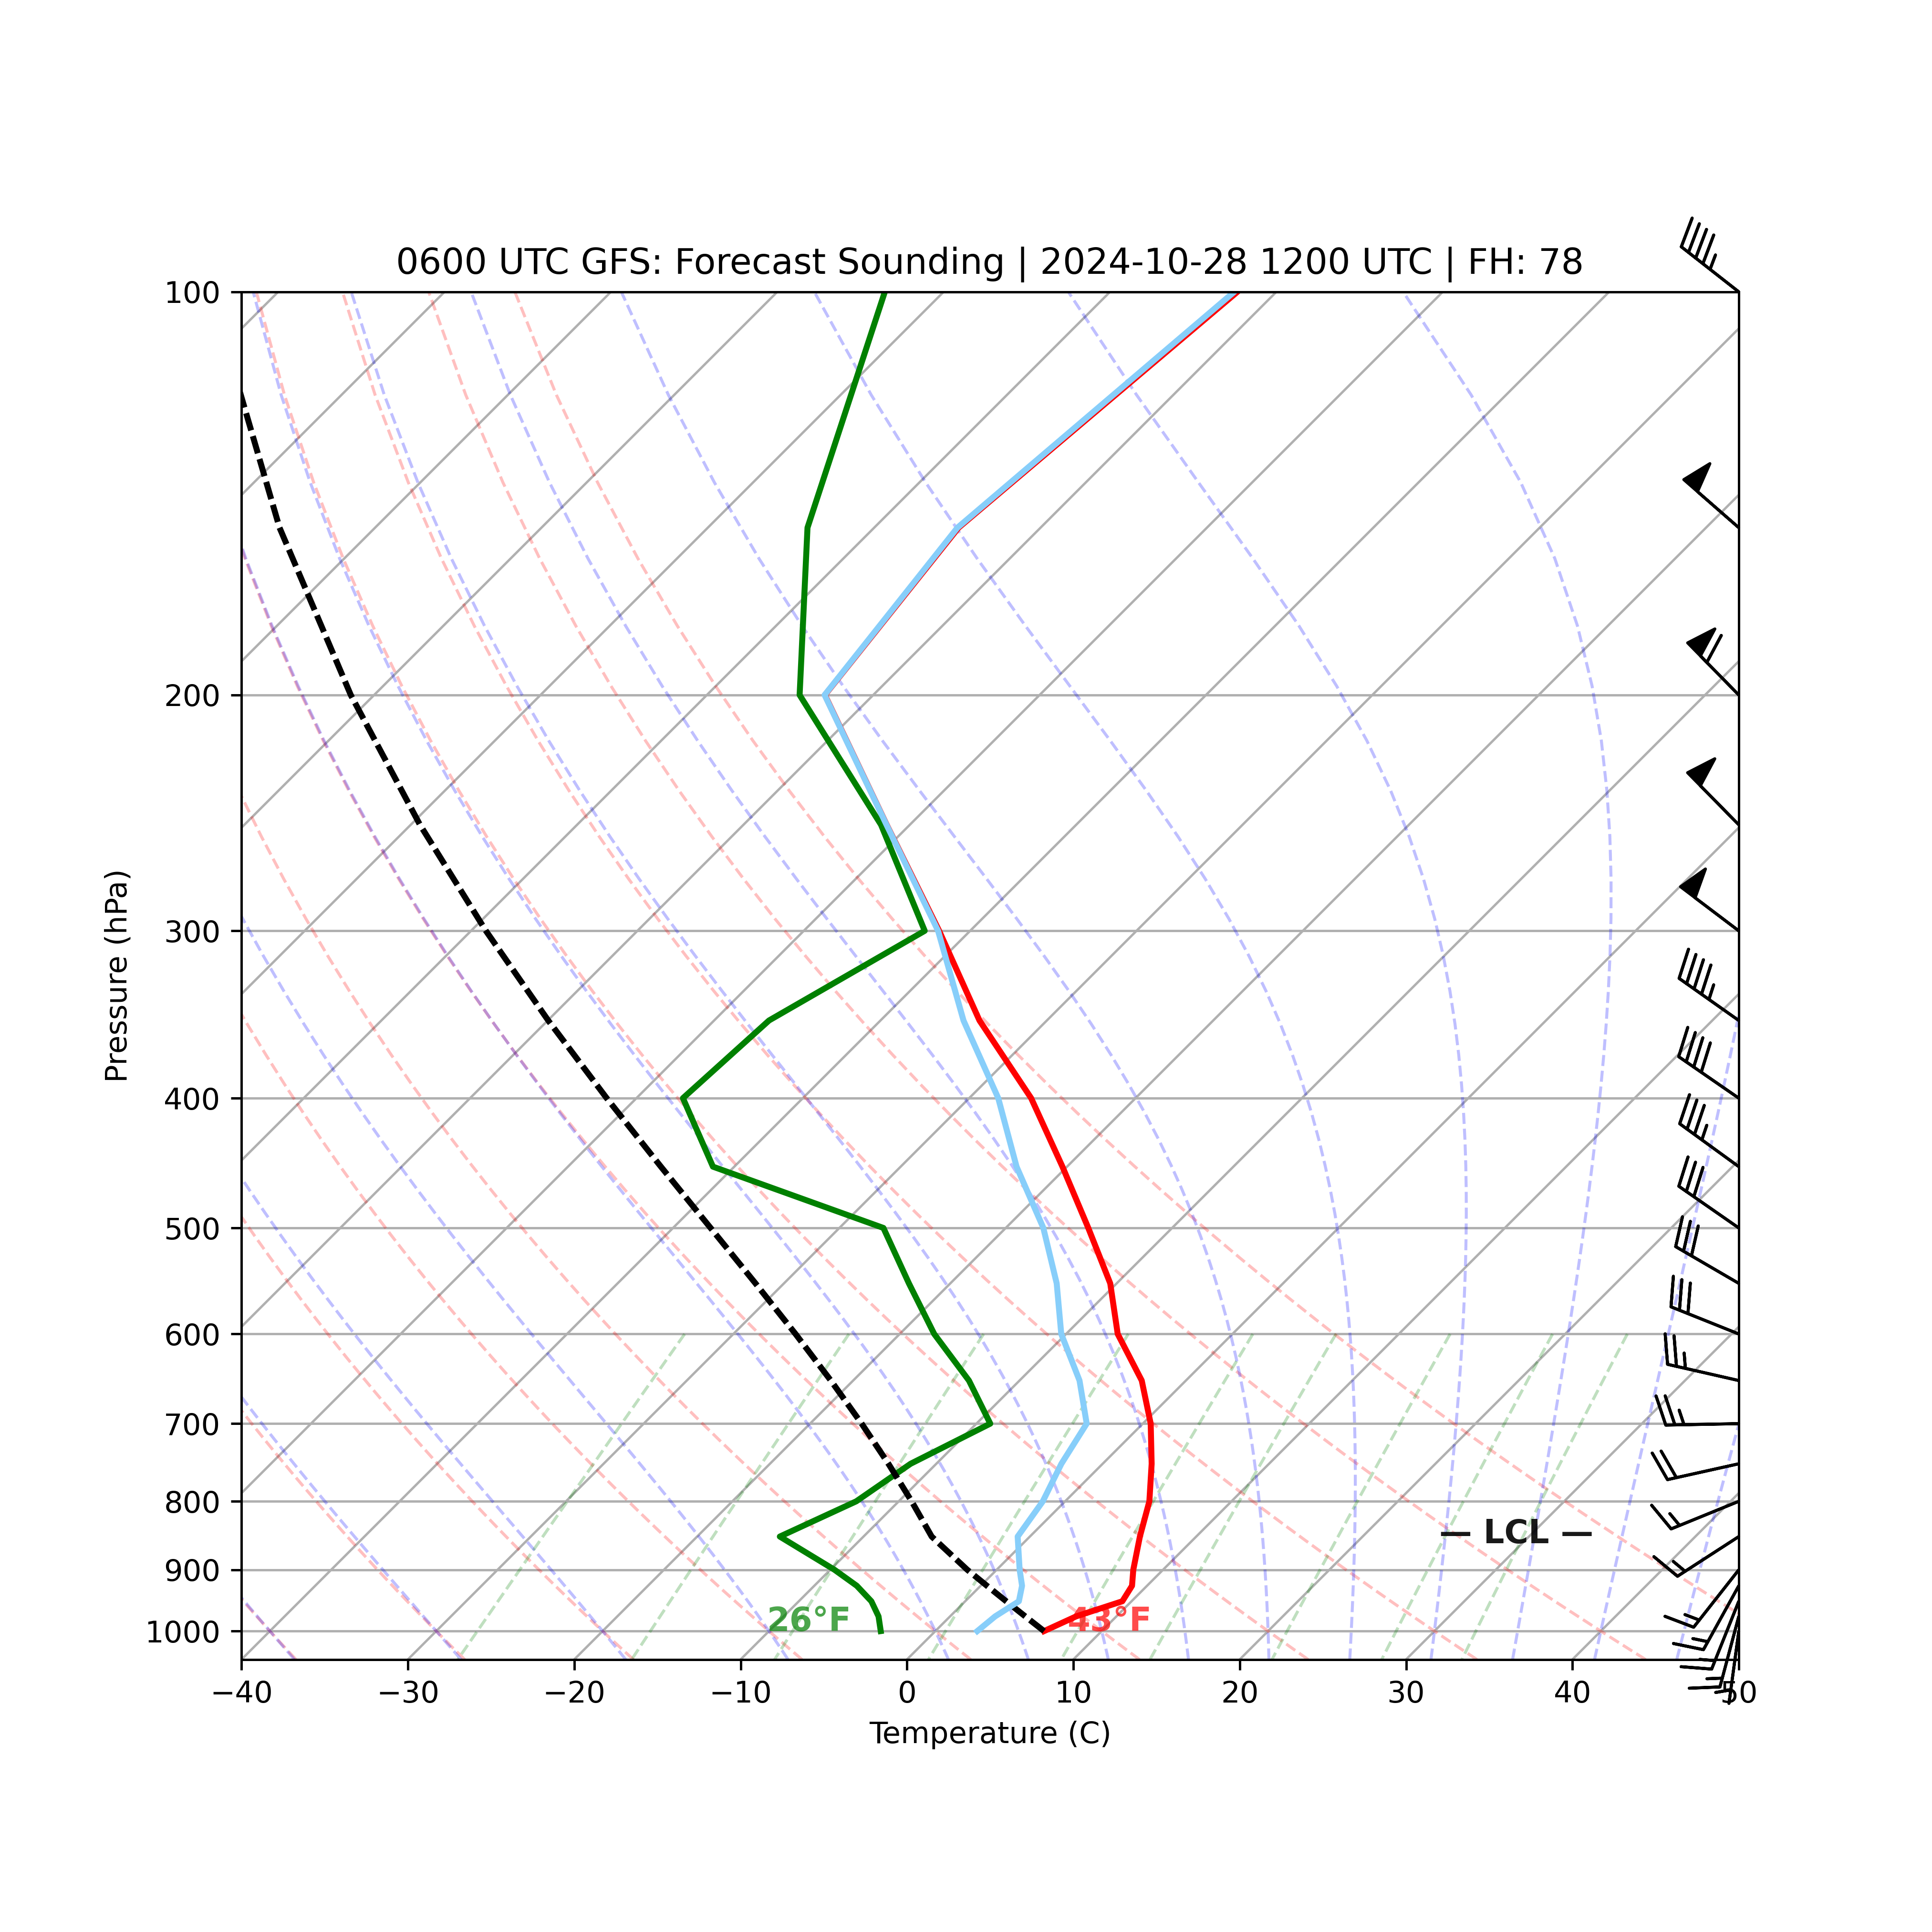 0600 UTC GFS: Forecast Sounding | 2024-10-28 1200 UTC | FH: 78
100
200
300
400
500
600
700
800
900
1000
Pressure (hPa)
— LCL —
26°F
43°F
−40 −30 −20 −10 0 10 20 30 40 50
Temperature (C)